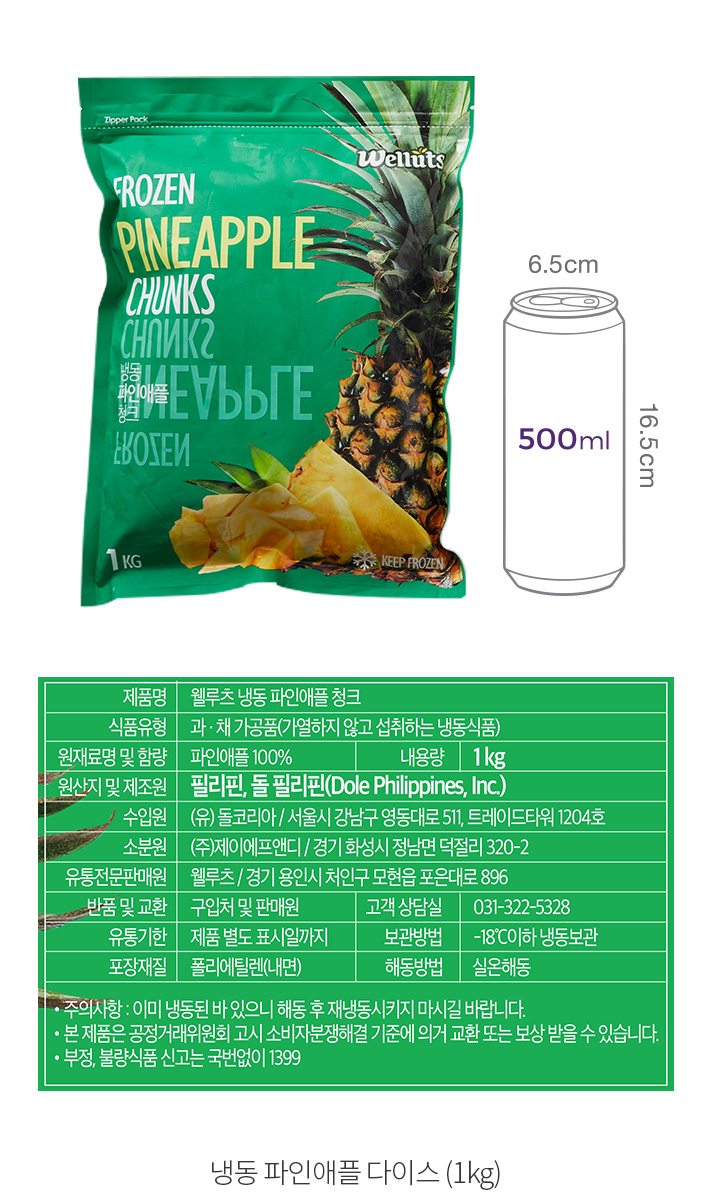 Zipper Pack
Welluts
FROZEN
PINEAPPLE
CHUNKS
CHUNKS
냉동
파인애플
청크
PINEAPPLE
FROZEN
1 KG
KEEP FROZEN
6.5cm
500ml
16.5cm
제품명 웰루츠 냉동 파인애플 청크
식품유형 과·채 가공품(가열하지 않고 섭취하는 냉동식품)
원재료명 및 함량 파인애플 100% 내용량 1kg
원산지 및 제조원 필리핀, 돌 필리핀(Dole Philippines, Inc.)
수입원 (유) 돌코리아 / 서울시 강남구 영동대로 511, 트레이드타워 1204호
소분원 (주)제이에프앤디 / 경기 화성시 정남면 덕절리 320-2
유통전문판매원 웰루츠 / 경기 용인시 처인구 모현읍 포은대로 896
반품 및 교환 구입처 및 판매원 고객 상담실 031-322-5328
유통기한 제품 별도 표시일까지 보관방법 -18℃이하 냉동보관
포장재질 폴리에틸렌(내면) 해동방법 실온해동
• 주의사항 : 이미 냉동된 바 있으니 해동 후 재냉동시키지 마시길 바랍니다.
• 본 제품은 공정거래위원회 고시 소비자분쟁해결 기준에 의거 교환 또는 보상 받을 수 있습니다.
• 부정, 불량식품 신고는 국번없이 1399
냉동 파인애플 다이스 (1kg)